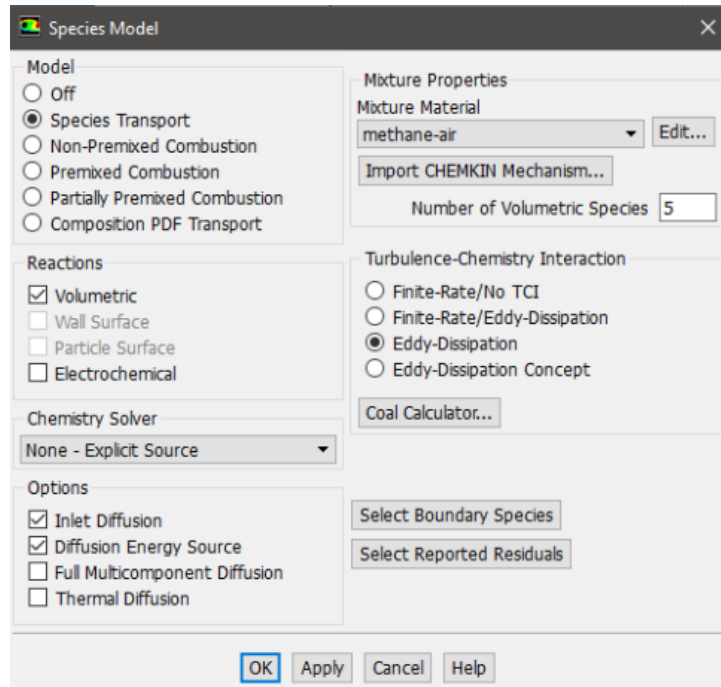 Species Model
Model
Off
Species Transport
Non-Premixed Combustion
Premixed Combustion
Partially Premixed Combustion
Composition PDF Transport
Reactions
Volumetric
Wall Surface
Particle Surface
Electrochemical
Chemistry Solver
None - Explicit Source
Options
Inlet Diffusion
Diffusion Energy Source
Full Multicomponent Diffusion
Thermal Diffusion
Mixture Properties
Mixture Material
methane-air Edit...
Import CHEMKIN Mechanism...
Number of Volumetric Species 5
Turbulence-Chemistry Interaction
Finite-Rate/No TCI
Finite-Rate/Eddy-Dissipation
Eddy-Dissipation
Eddy-Dissipation Concept
Coal Calculator...
Select Boundary Species
Select Reported Residuals
OK Apply Cancel Help